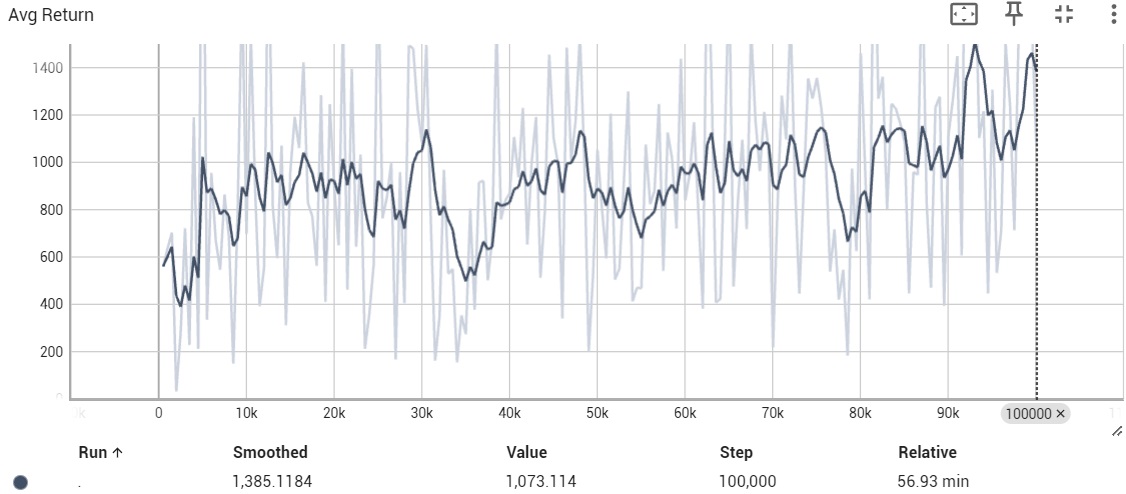 Avg Return
1400
1200
1000
800
600
400
200
0
0 10k 20k 30k 40k 50k 60k 70k 80k 90k 100000 ×
Run ↑ Smoothed Value Step Relative
. 1,385.1184 1,073.114 100,000 56.93 min